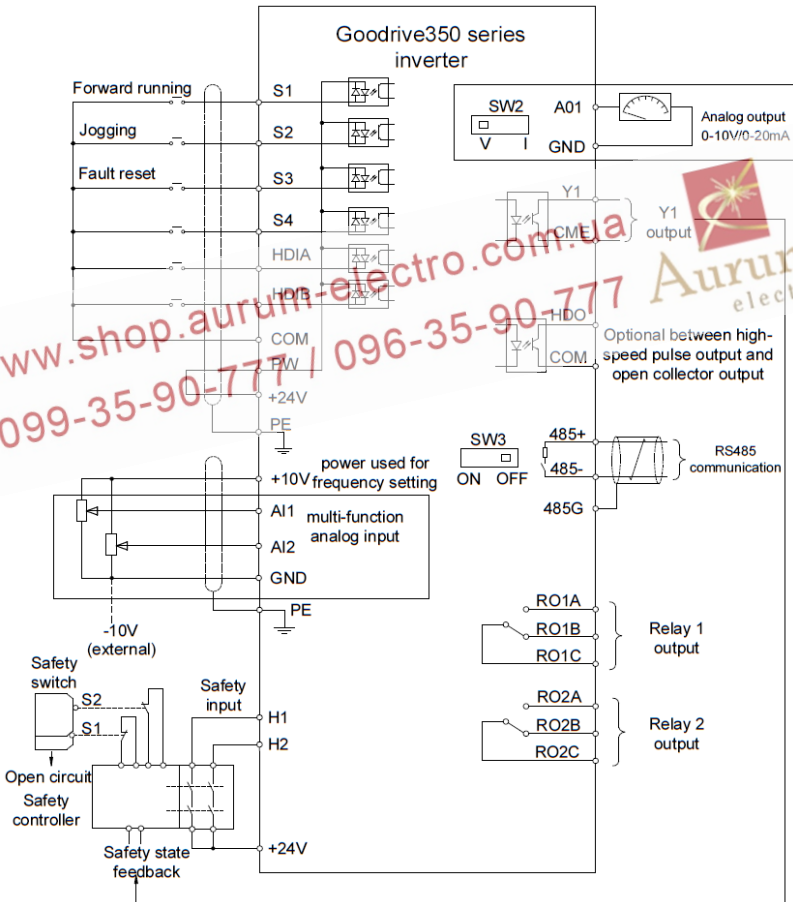 Goodrive350 series
inverter
Forward running
S1
Jogging
S2
Fault reset
S3
S4
HDIA
HDIB
COM
PW
+24V
PE
SW2
V I
A01
GND
Analog output
0-10V/0-20mA
Y1
CME
Y1
output
HDO
COM
Optional between high-
speed pulse output and
open collector output
www.shop.aurum-electro.com.ua
099-35-90-777 / 096-35-90-777
Aurum
elect
SW3
ON OFF
485+
485-
485G
RS485
communication
+10V
power used for
frequency setting
AI1
AI2
multi-function
analog input
GND
PE
-10V
(external)
RO1A
RO1B
RO1C
Relay 1
output
RO2A
RO2B
RO2C
Relay 2
output
Safety
switch
S2
S1
Open circuit
Safety
controller
Safety
input
H1
H2
+24V
Safety state
feedback